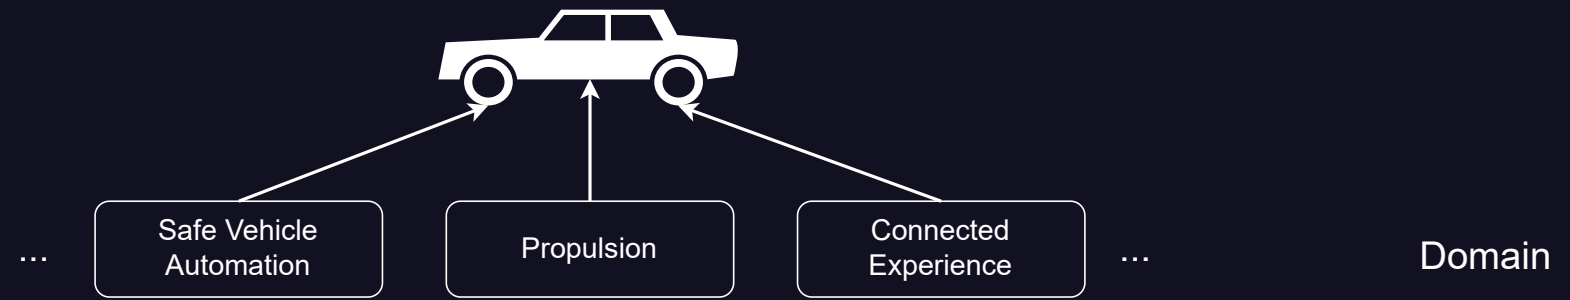 ...
Safe Vehicle
Automation
Propulsion
Connected
Experience
...
Domain